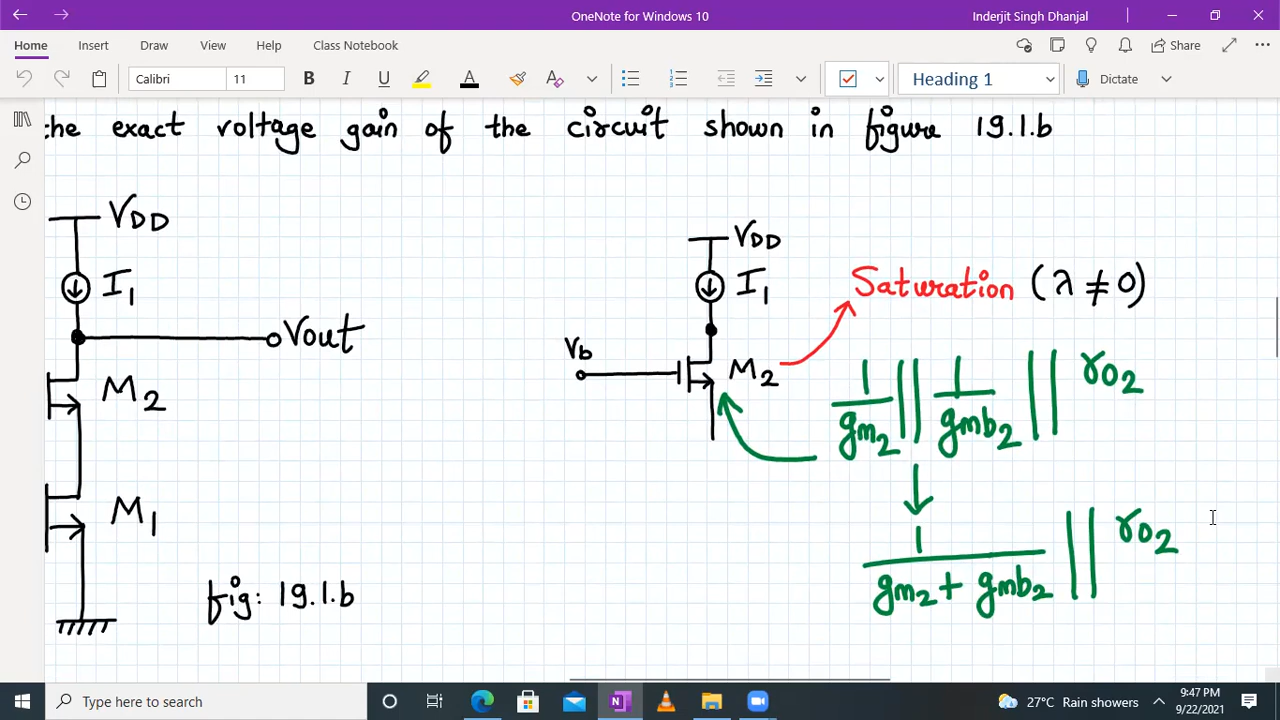 OneNote for Windows 10
Inderjit Singh Dhanjal
Home Insert Draw View Help Class Notebook
Share
Calibri 11 B I U A Heading 1 Dictate
the exact voltage gain of the circuit shown in figure 19.1.b
VDD
I1
Vout
M2
M1
fig: 19.1.b
VDD
I1
Vb
M2
Saturation (λ ≠ 0)
1/gm2 || 1/gmb2 || ro2
1/(gm2 + gmb2) || ro2
Type here to search
27°C Rain showers
9:47 PM
9/22/2021